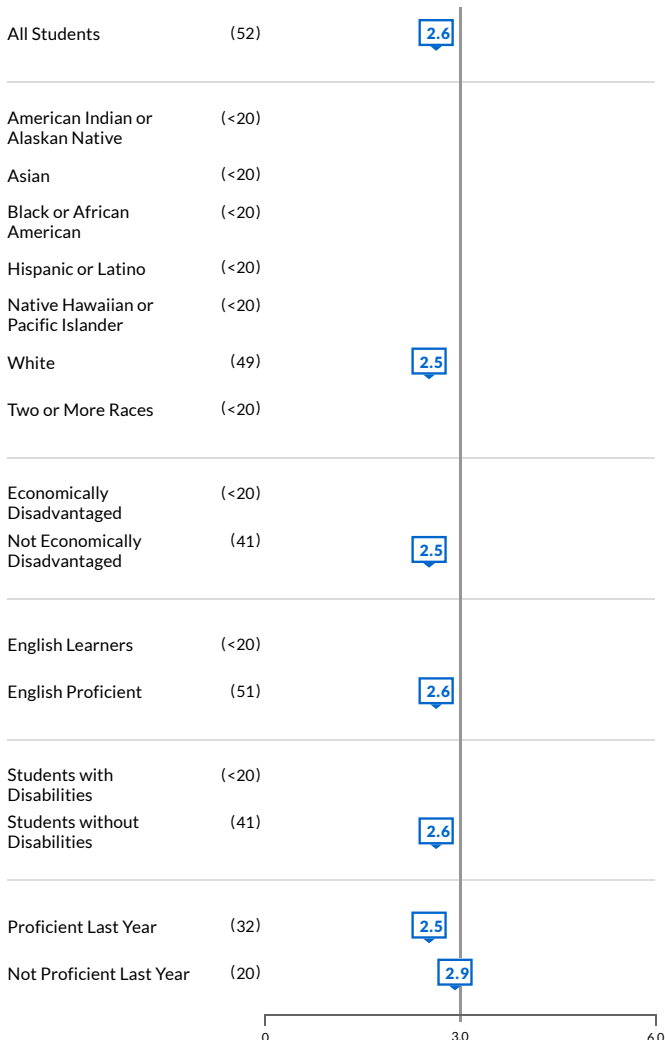 All Students (52) 2.6
American Indian or (<20)
Alaskan Native
Asian (<20)
Black or African (<20)
American
Hispanic or Latino (<20)
Native Hawaiian or (<20)
Pacific Islander
White (49) 2.5
Two or More Races (<20)
Economically (<20)
Disadvantaged
Not Economically (41) 2.5
Disadvantaged
English Learners (<20)
English Proficient (51) 2.6
Students with (<20)
Disabilities
Students without (41) 2.6
Disabilities
Proficient Last Year (32) 2.5
Not Proficient Last Year (20) 2.9
0 3.0 6.0